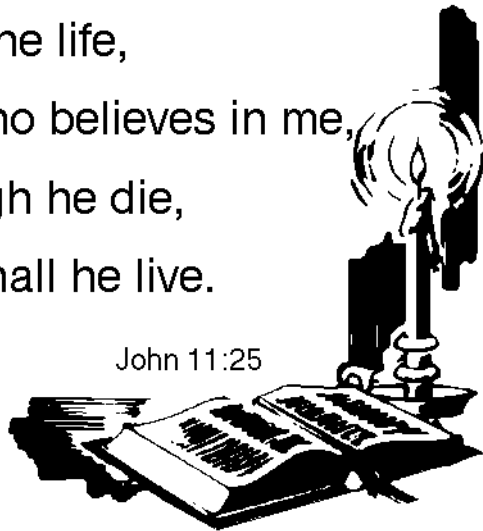 he life,
ho believes in me,
gh he die,
hall he live.
John 11:25